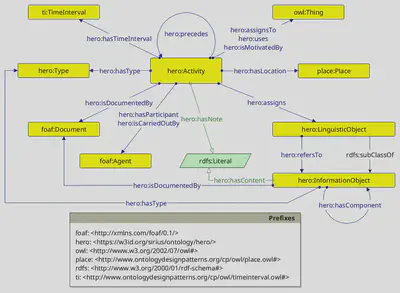 ti:TimeInterval
owl:Thing
hero:precedes
hero:hasTimeInterval
hero:assignsTo
hero:uses
hero:isMotivatedBy
hero:Type
hero:hasType
hero:Activity
hero:hasLocation
place:Place
hero:isDocumentedBy
hero:hasParticipant
hero:isCarriedOutBy
hero:hasNote
hero:assigns
foaf:Document
hero:LinguisticObject
foaf:Agent
rdfs:Literal
hero:refersTo
rdfs:subClassOf
hero:hasContent
hero:InformationObject
hero:isDocumentedBy
hero:hasType
hero:hasComponent
Prefixes
foaf: <http://xmlns.com/foaf/0.1/>
hero: <https://w3id.org/sirius/ontology/hero/>
owl: <http://www.w3.org/2002/07/owl#>
place: <http://www.ontologydesignpatterns.org/cp/owl/place.owl#>
rdfs: <http://www.w3.org/2000/01/rdf-schema#>
ti: <http://www.ontologydesignpatterns.org/cp/owl/timeinterval.owl#>